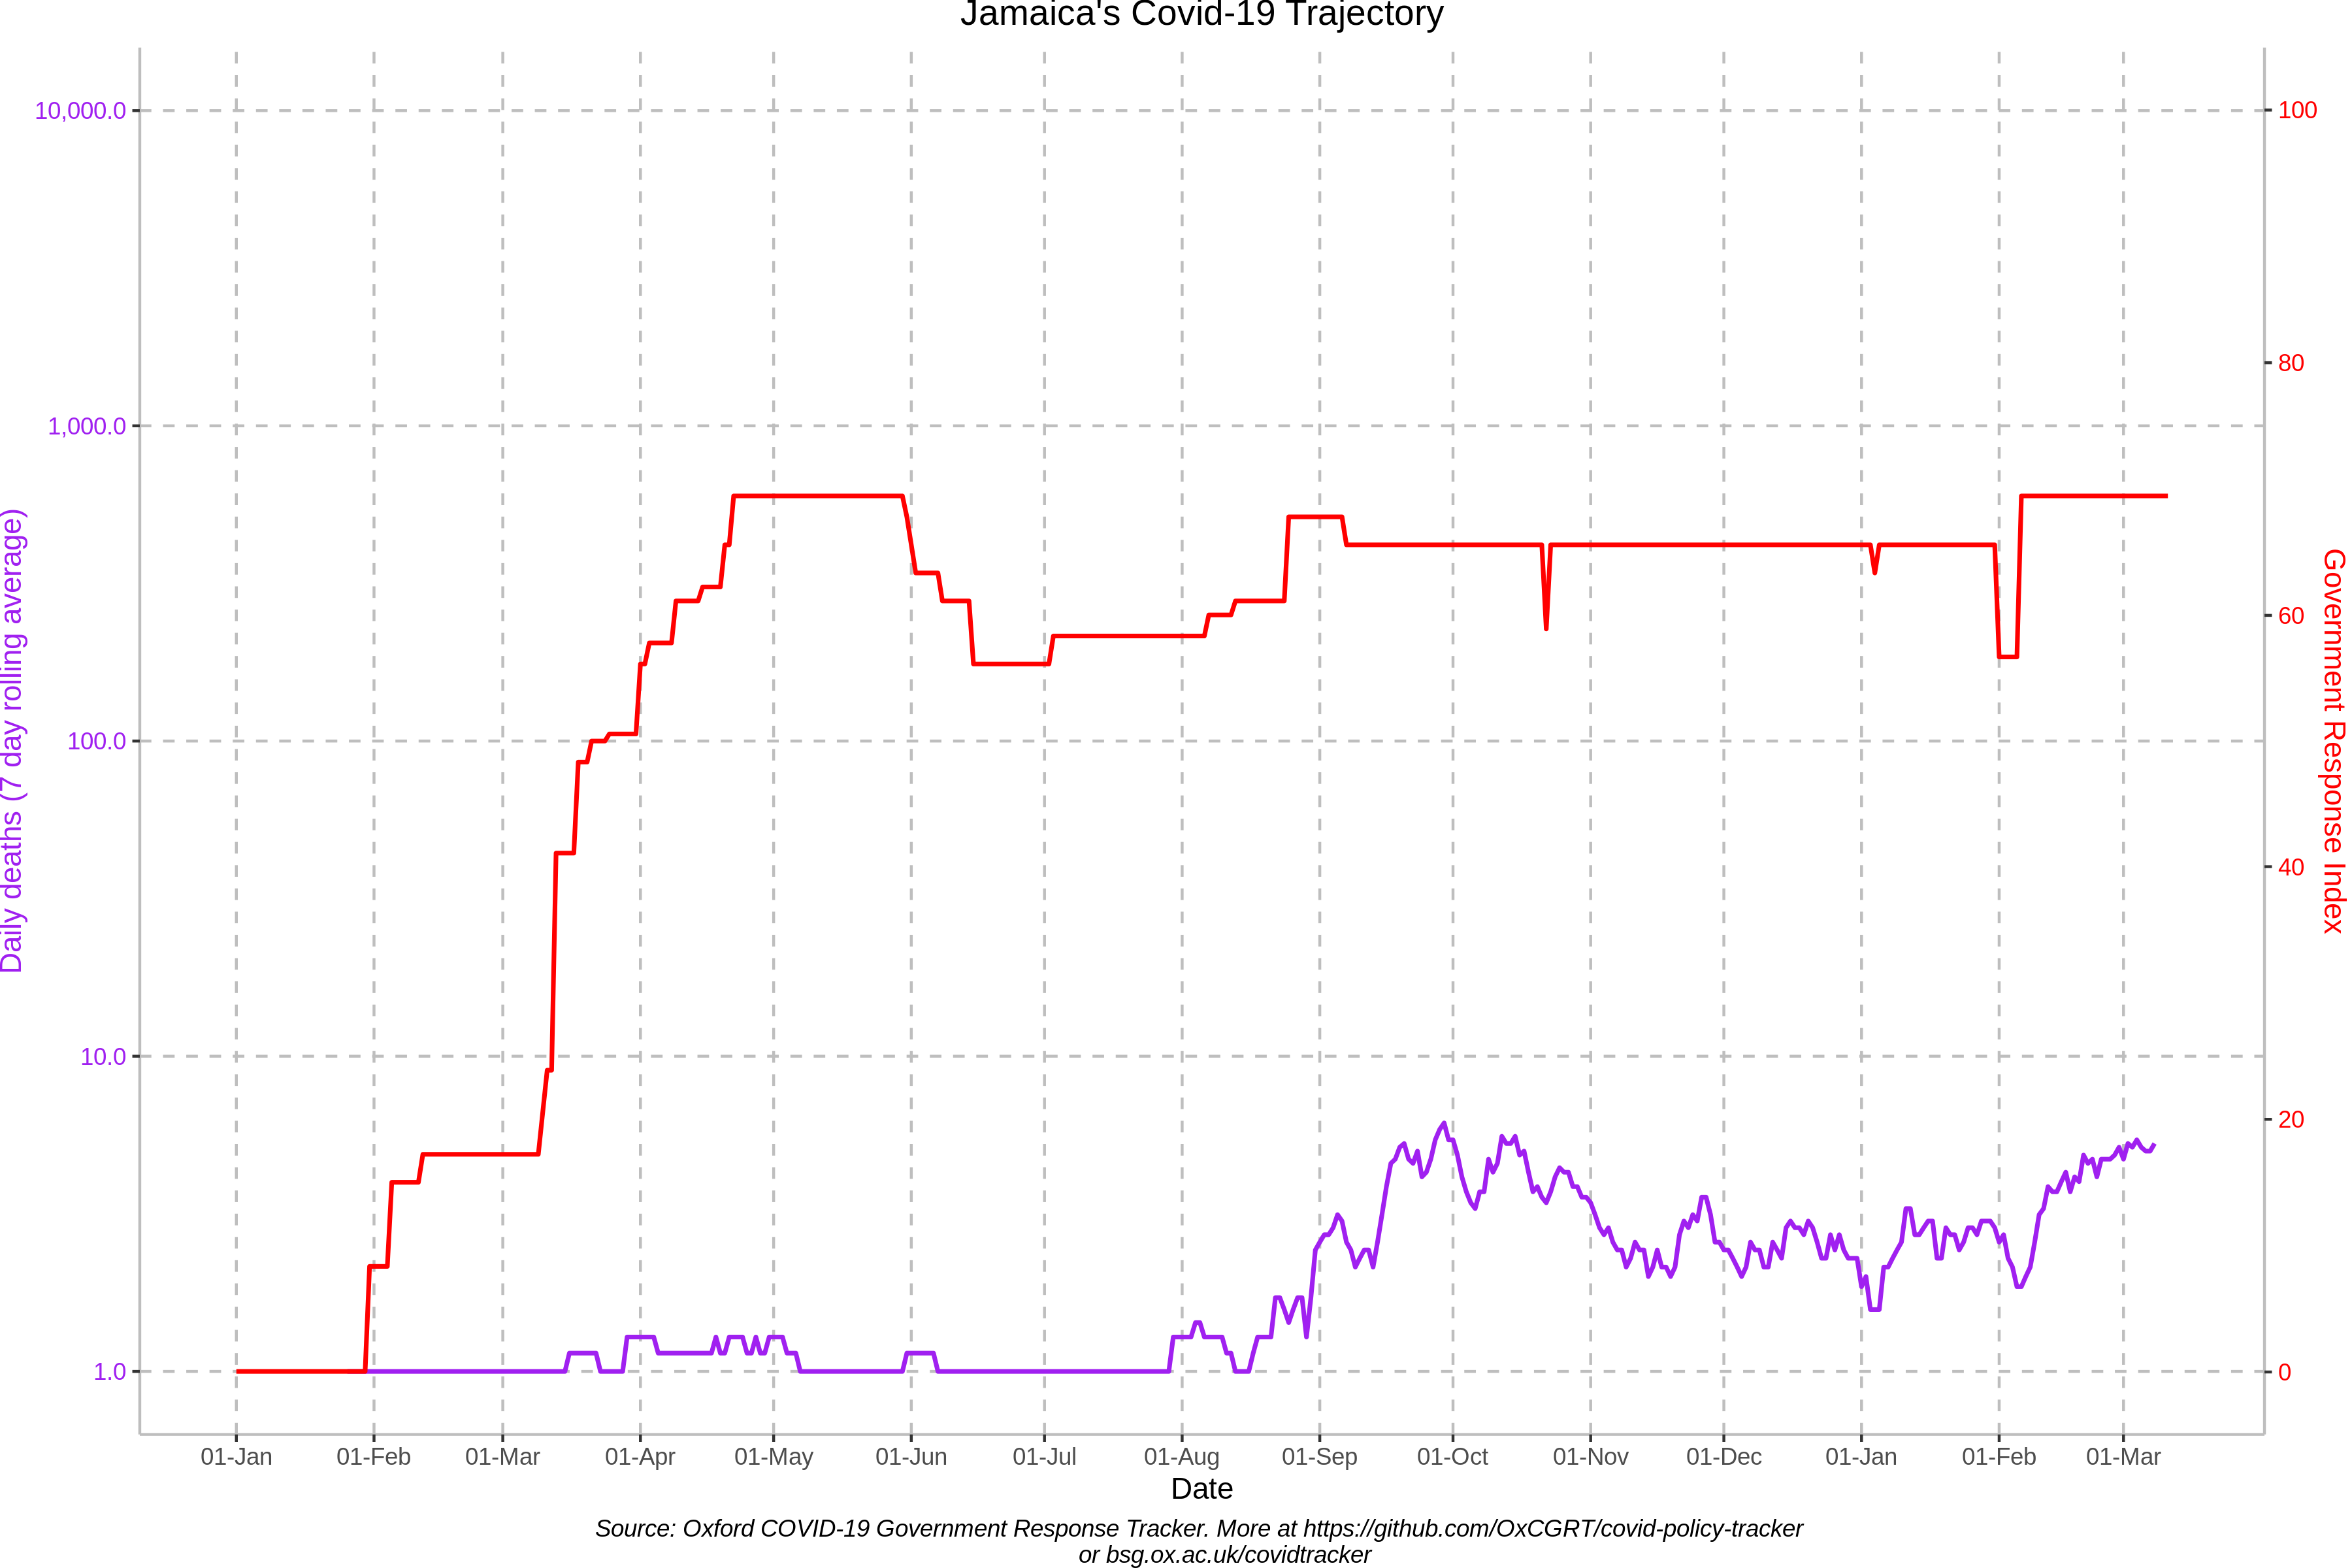 Jamaica's Covid-19 Trajectory
Daily deaths (7 day rolling average)
10,000.0
1,000.0
100.0
10.0
1.0
100
80
60
40
20
0
Government Response Index
01-Jan 01-Feb 01-Mar 01-Apr 01-May 01-Jun 01-Jul 01-Aug 01-Sep 01-Oct 01-Nov 01-Dec 01-Jan 01-Feb 01-Mar
Date
Source: Oxford COVID-19 Government Response Tracker. More at https://github.com/OxCGRT/covid-policy-tracker
or bsg.ox.ac.uk/covidtracker